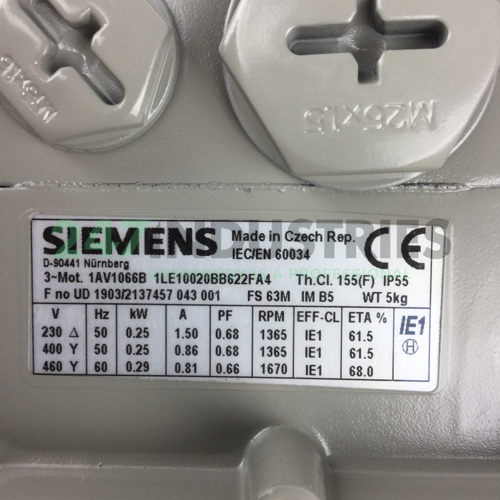 M25x1.5
M25x1.5
SIEMENS Made in Czech Rep. CE
D-90441 Nürnberg IEC/EN 60034
3~Mot. 1AV1066B 1LE10020BB622FA4 Th.Cl. 155(F) IP55
F no UD 1903/2137457 043 001 FS 63M IM B5 WT 5kg
V Hz kW A PF RPM EFF-CL ETA % IE1
230 Δ 50 0.25 1.50 0.68 1365 IE1 61.5
400 Y 50 0.25 0.86 0.68 1365 IE1 61.5
460 Y 60 0.29 0.81 0.66 1670 IE1 68.0
H
INDUSTRIES